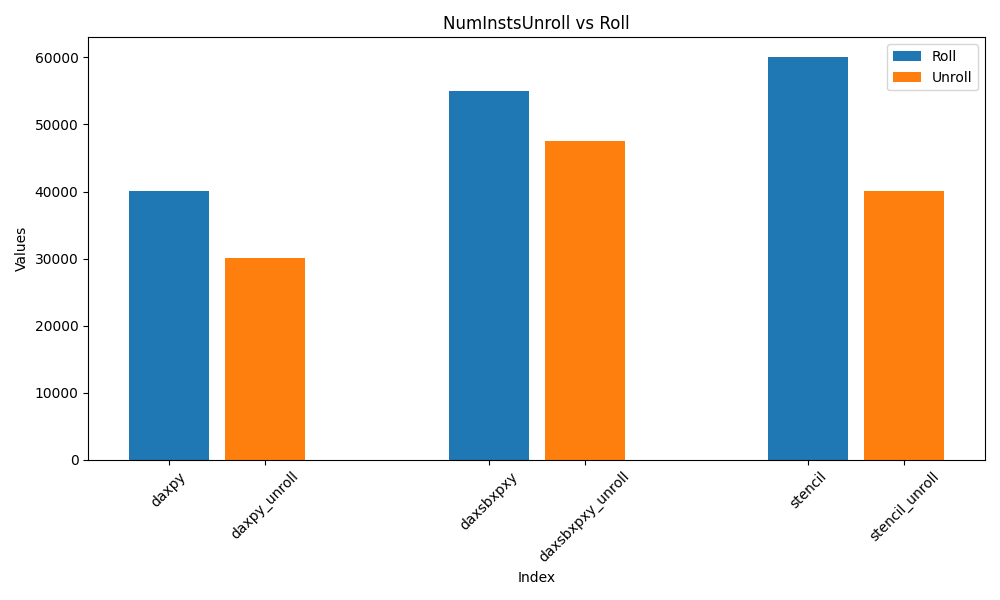 NumInstsUnroll vs Roll
Roll
Unroll
Values
60000
50000
40000
30000
20000
10000
0
daxpy
daxpy_unroll
daxsbxpxy
daxsbxpxy_unroll
stencil
stencil_unroll
Index